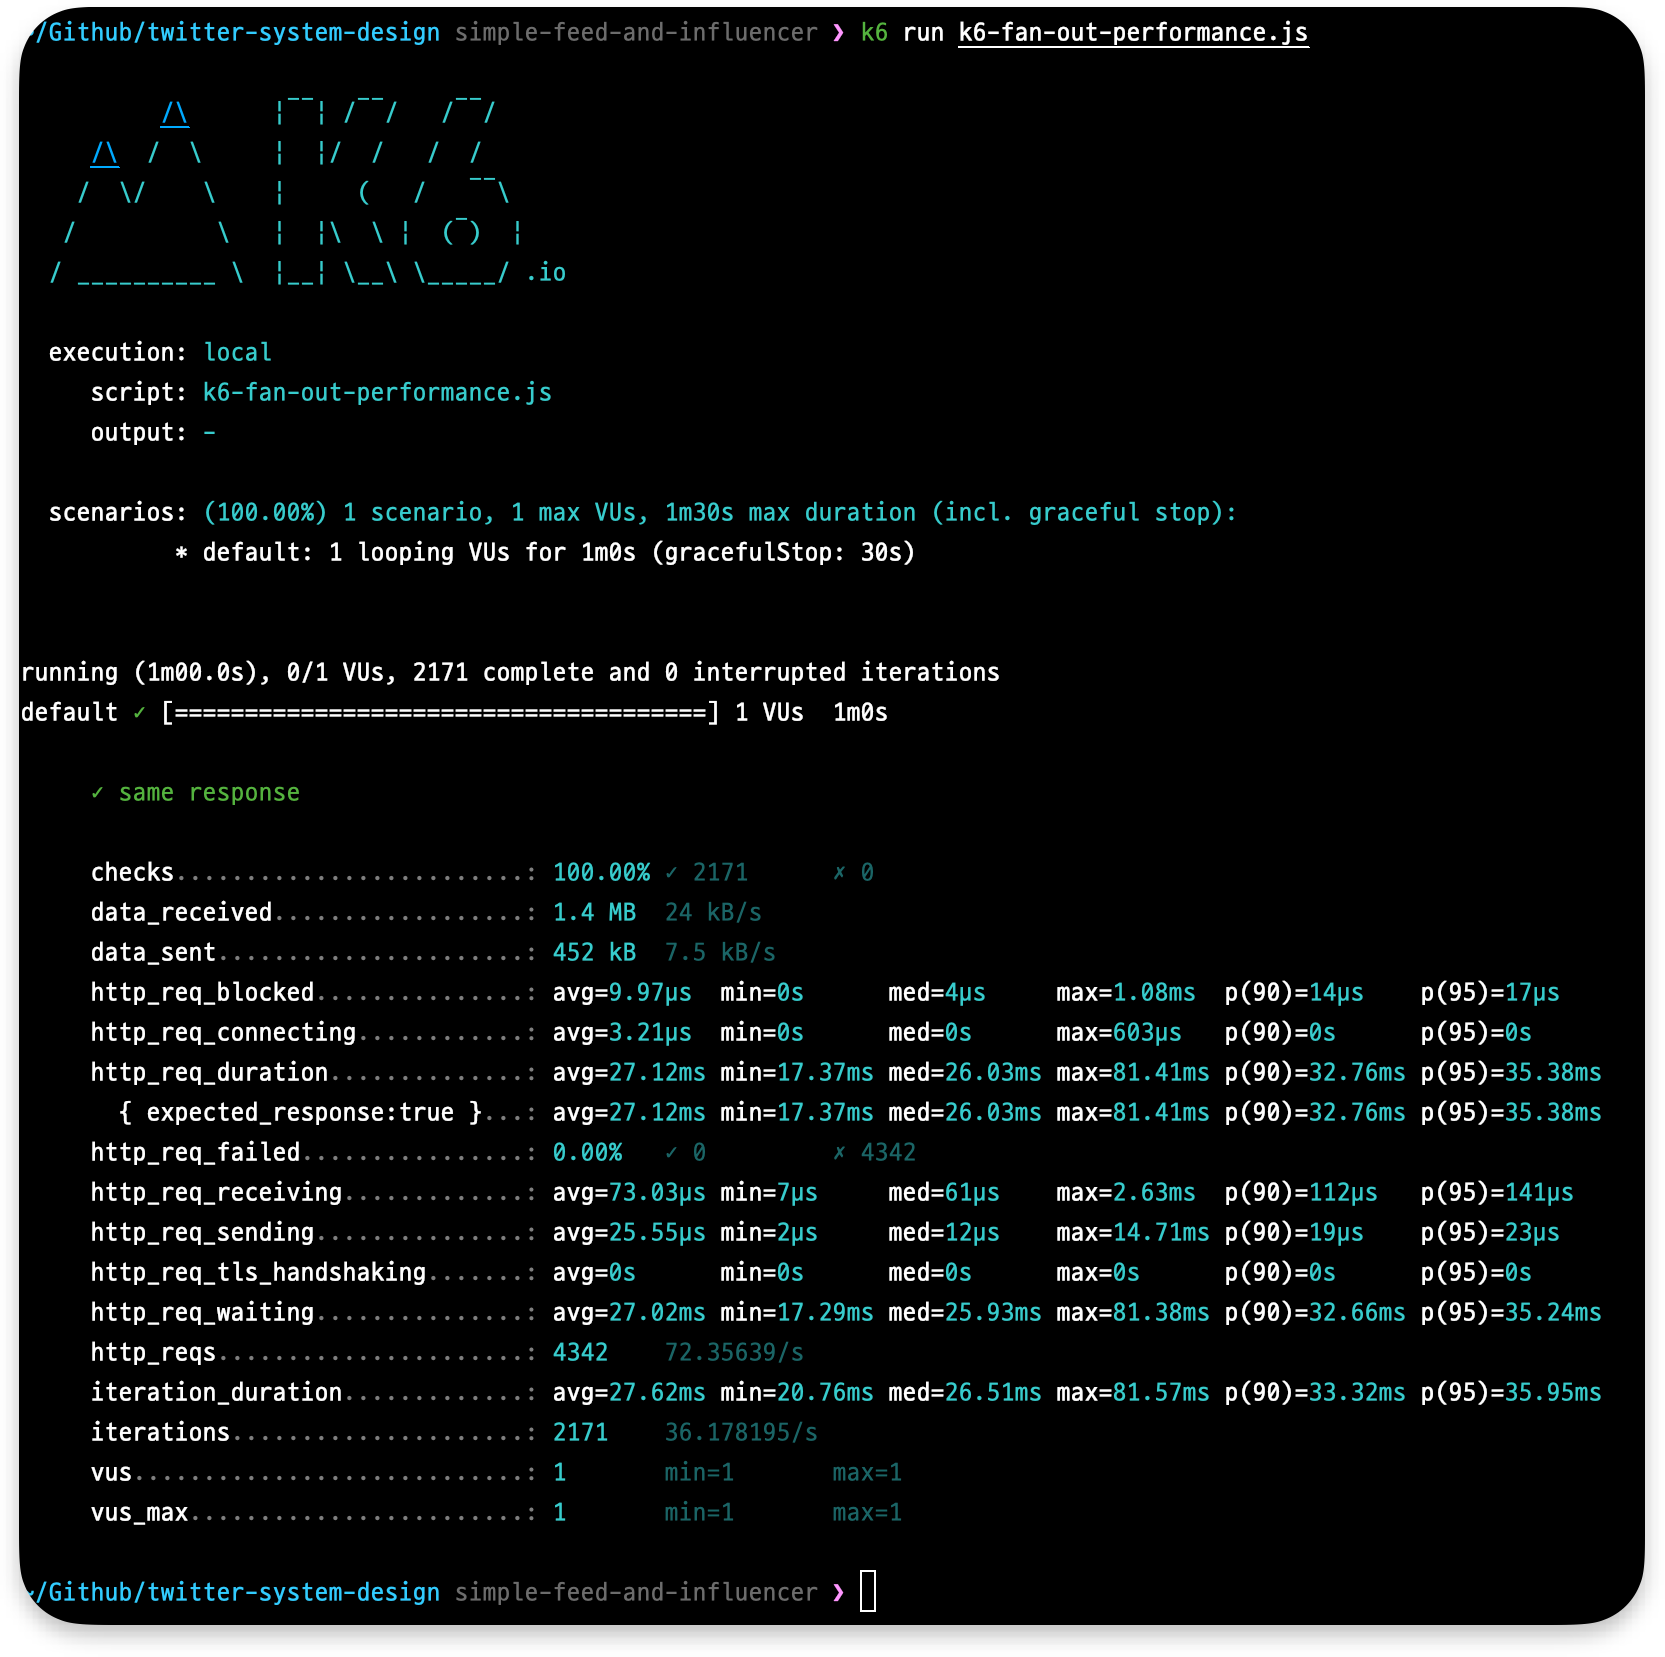 ~/Github/twitter-system-design simple-feed-and-influencer ❯ k6 run k6-fan-out-performance.js
          /\      |‾‾| /‾‾/   /‾‾/
     /\  /  \     |  |/  /   /  /
    /  \/    \    |     (   /   ‾‾\
   /          \   |  |\  \ |  (‾)  |
  / __________ \  |__| \__\ \_____/ .io
execution: local
script: k6-fan-out-performance.js
output: -
scenarios: (100.00%) 1 scenario, 1 max VUs, 1m30s max duration (incl. graceful stop):
* default: 1 looping VUs for 1m0s (gracefulStop: 30s)
running (1m00.0s), 0/1 VUs, 2171 complete and 0 interrupted iterations
default ✓ [======================================] 1 VUs  1m0s
✓ same response
checks.........................: 100.00% ✓ 2171      ✗ 0
data_received..................: 1.4 MB  24 kB/s
data_sent......................: 452 kB  7.5 kB/s
http_req_blocked...............: avg=9.97µs  min=0s      med=4µs     max=1.08ms  p(90)=14µs    p(95)=17µs
http_req_connecting............: avg=3.21µs  min=0s      med=0s      max=603µs   p(90)=0s      p(95)=0s
http_req_duration..............: avg=27.12ms min=17.37ms med=26.03ms max=81.41ms p(90)=32.76ms p(95)=35.38ms
{ expected_response:true }...: avg=27.12ms min=17.37ms med=26.03ms max=81.41ms p(90)=32.76ms p(95)=35.38ms
http_req_failed................: 0.00%   ✓ 0         ✗ 4342
http_req_receiving.............: avg=73.03µs min=7µs     med=61µs    max=2.63ms  p(90)=112µs   p(95)=141µs
http_req_sending...............: avg=25.55µs min=2µs     med=12µs    max=14.71ms p(90)=19µs    p(95)=23µs
http_req_tls_handshaking.......: avg=0s      min=0s      med=0s      max=0s      p(90)=0s      p(95)=0s
http_req_waiting...............: avg=27.02ms min=17.29ms med=25.93ms max=81.38ms p(90)=32.66ms p(95)=35.24ms
http_reqs......................: 4342    72.35639/s
iteration_duration.............: avg=27.62ms min=20.76ms med=26.51ms max=81.57ms p(90)=33.32ms p(95)=35.95ms
iterations.....................: 2171    36.178195/s
vus............................: 1       min=1       max=1
vus_max........................: 1       min=1       max=1
~/Github/twitter-system-design simple-feed-and-influencer ❯